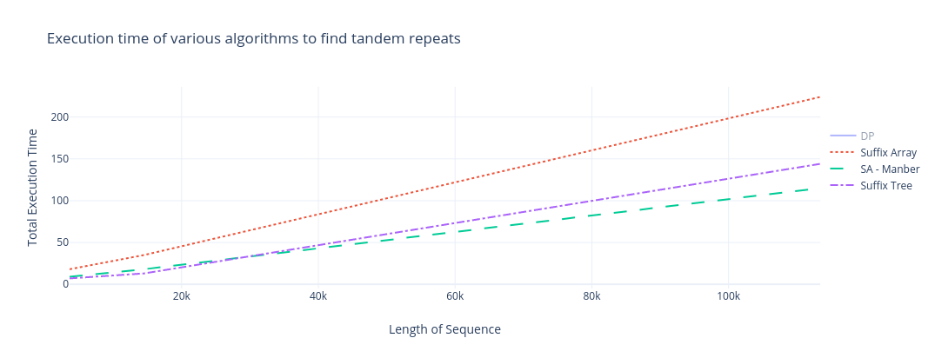 Execution time of various algorithms to find tandem repeats
Total Execution Time
200
150
100
50
0
20k
40k
60k
80k
100k
Length of Sequence
DP
Suffix Array
SA - Manber
Suffix Tree